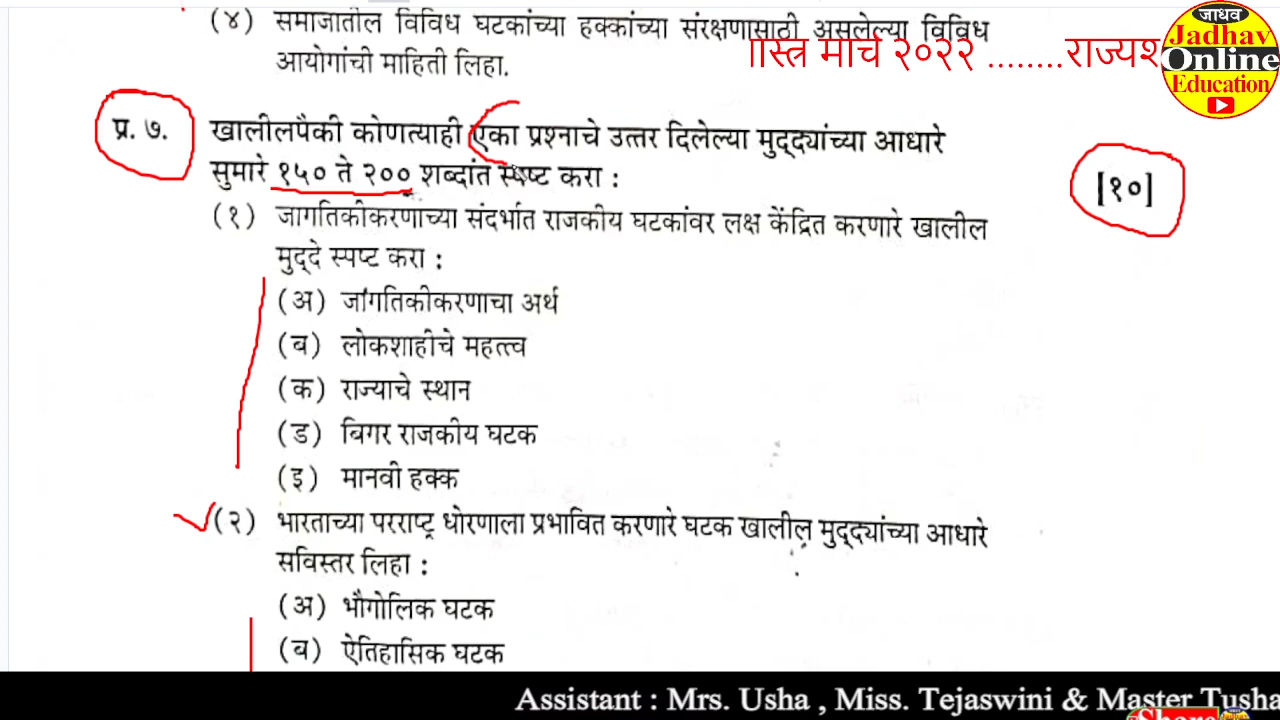 (४) समाजातील विविध घटकांच्या हक्कांच्या संरक्षणासाठी असलेल्या विविध
आयोगांची माहिती लिहा.
ास्त्र मार्च २०२२ ........राज्यश
जाधव
Jadhav
Online
Education
प्र. ७. खालीलपैकी कोणत्याही एका प्रश्नाचे उत्तर दिलेल्या मुद्द्यांच्या आधारे
सुमारे १५० ते २०० शब्दांत स्पष्ट करा :
[१०]
(१) जागतिकीकरणाच्या संदर्भात राजकीय घटकांवर लक्ष केंद्रित करणारे खालील
मुद्दे स्पष्ट करा :
(अ) जागतिकीकरणाचा अर्थ
(ब) लोकशाहीचे महत्त्व
(क) राज्याचे स्थान
(ड) बिगर राजकीय घटक
(इ) मानवी हक्क
(२) भारताच्या परराष्ट्र धोरणाला प्रभावित करणारे घटक खालील मुद्द्यांच्या आधारे
सविस्तर लिहा :
(अ) भौगोलिक घटक
(ब) ऐतिहासिक घटक
Assistant : Mrs. Usha , Miss. Tejaswini & Master Tusha
Share